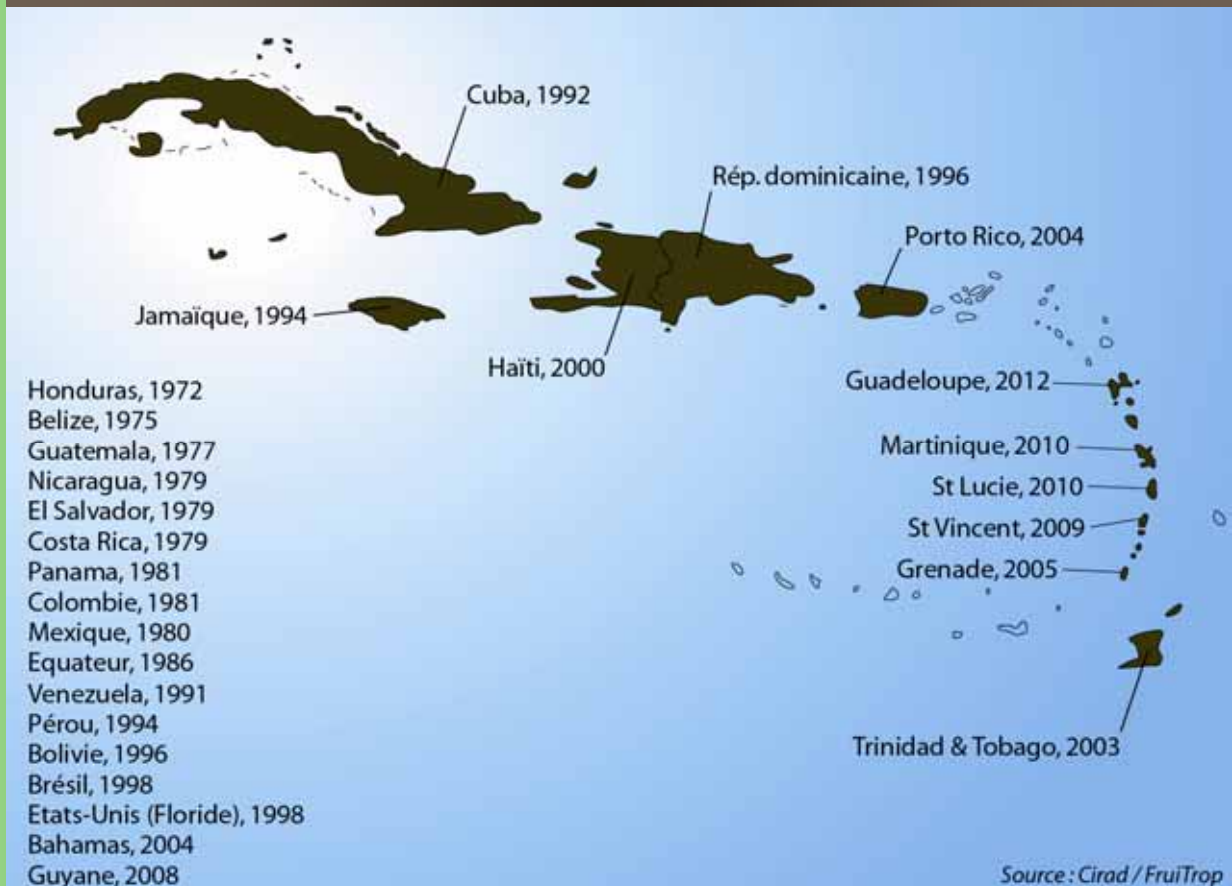 Cuba, 1992
Rép. dominicaine, 1996
Porto Rico, 2004
Jamaïque, 1994
Haïti, 2000
Guadeloupe, 2012
Martinique, 2010
St Lucie, 2010
St Vincent, 2009
Grenade, 2005
Trinidad & Tobago, 2003
Honduras, 1972
Belize, 1975
Guatemala, 1977
Nicaragua, 1979
El Salvador, 1979
Costa Rica, 1979
Panama, 1981
Colombie, 1981
Mexique, 1980
Equateur, 1986
Venezuela, 1991
Pérou, 1994
Bolivie, 1996
Brésil, 1998
Etats-Unis (Floride), 1998
Bahamas, 2004
Guyane, 2008
Source : Cirad / FruiTrop